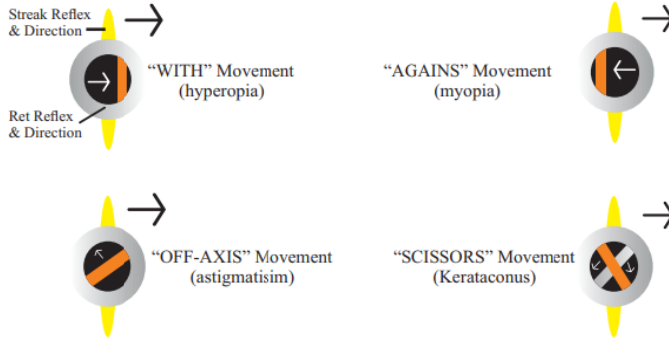 Streak Reflex
& Direction
“WITH” Movement
(hyperopia)
Ret Reflex
& Direction
“AGAINS” Movement
(myopia)
“OFF-AXIS” Movement
(astigmatisim)
“SCISSORS” Movement
(Kerataconus)